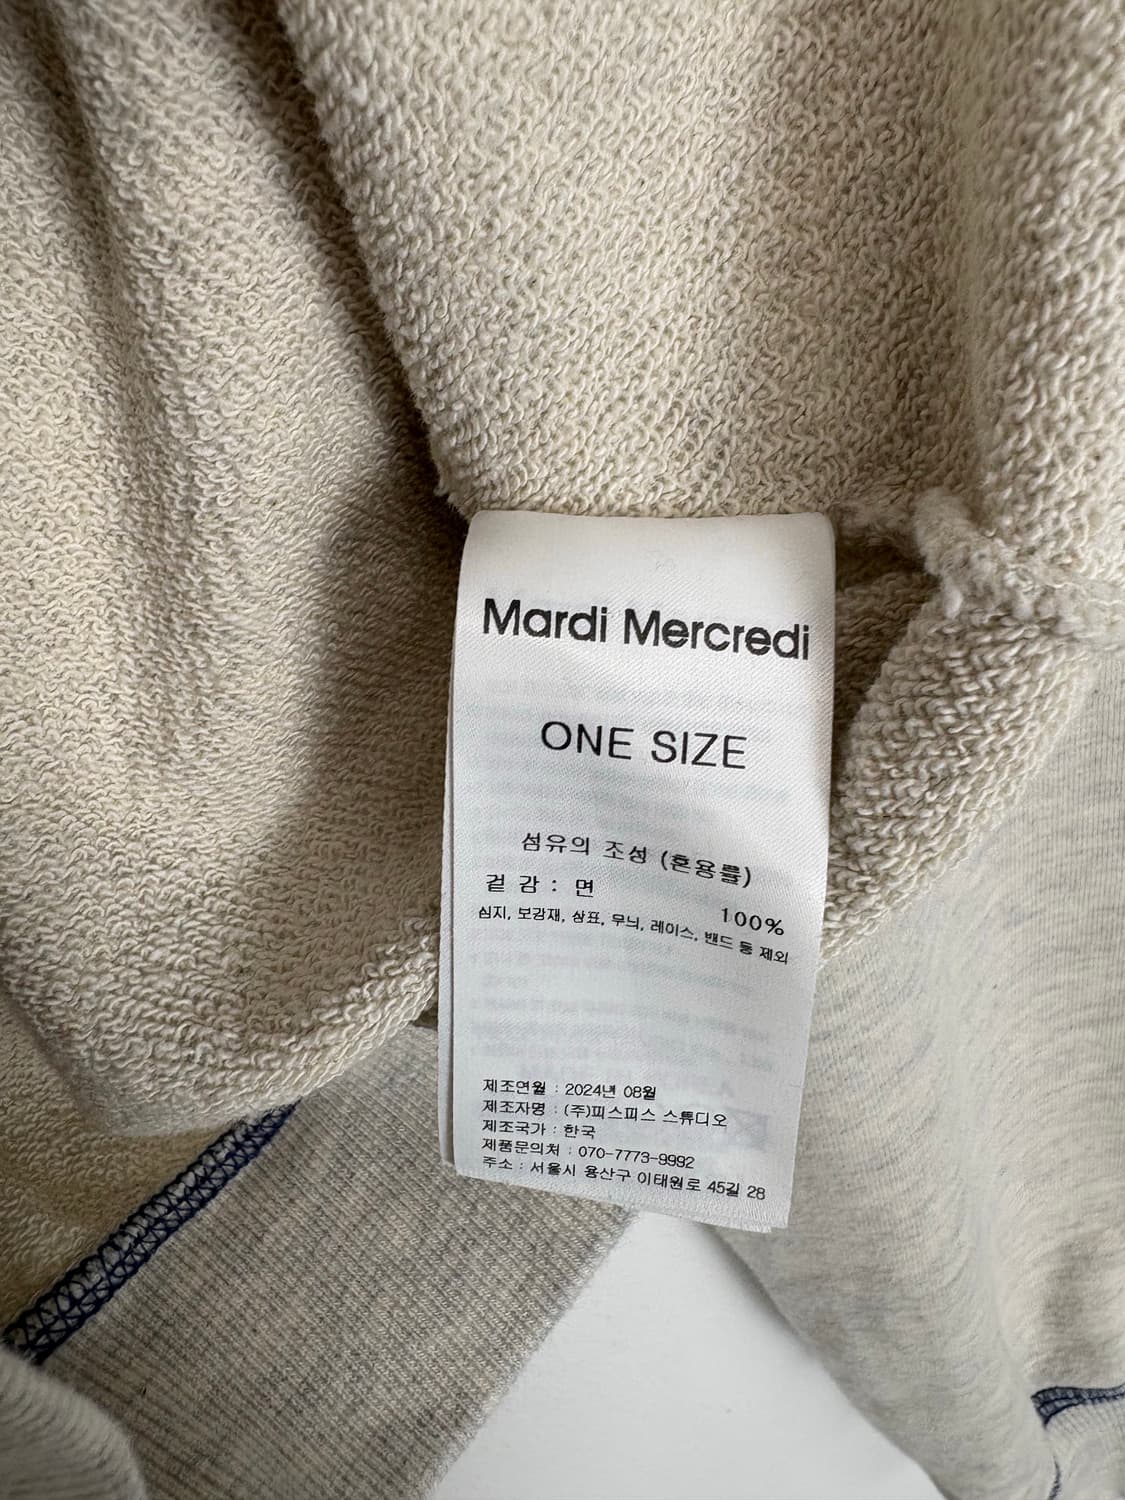 Mardi Mercredi
ONE SIZE
섬유의 조성 (혼용률)
겉 감 : 면 100%
심지, 보강재, 상표, 무늬, 레이스, 밴드 등 제외
제조연월 : 2024년 08월
제조자명 : (주)피스피스 스튜디오
제조국가 : 한국
제품문의처 : 070-7773-9992
주소 : 서울시 용산구 이태원로 45길 28